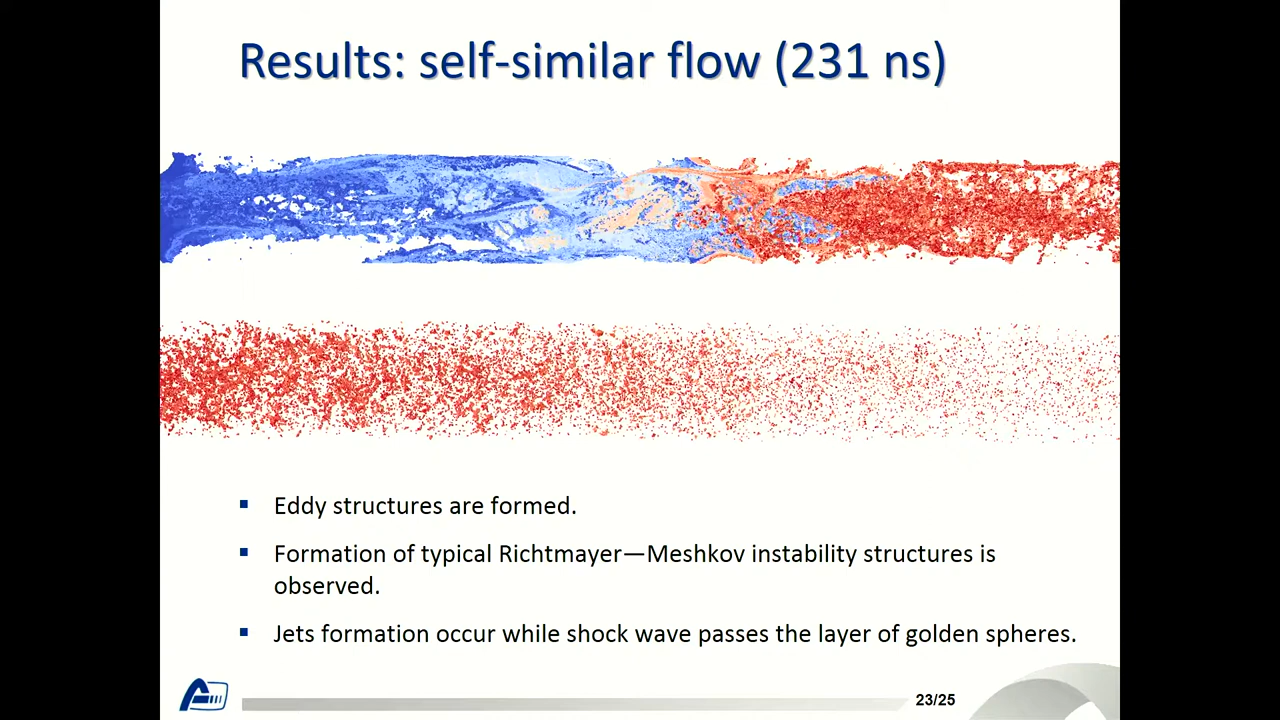 Results: self-similar flow (231 ns)
▪ Eddy structures are formed.
▪ Formation of typical Richtmayer—Meshkov instability structures is
observed.
▪ Jets formation occur while shock wave passes the layer of golden spheres.
23/25